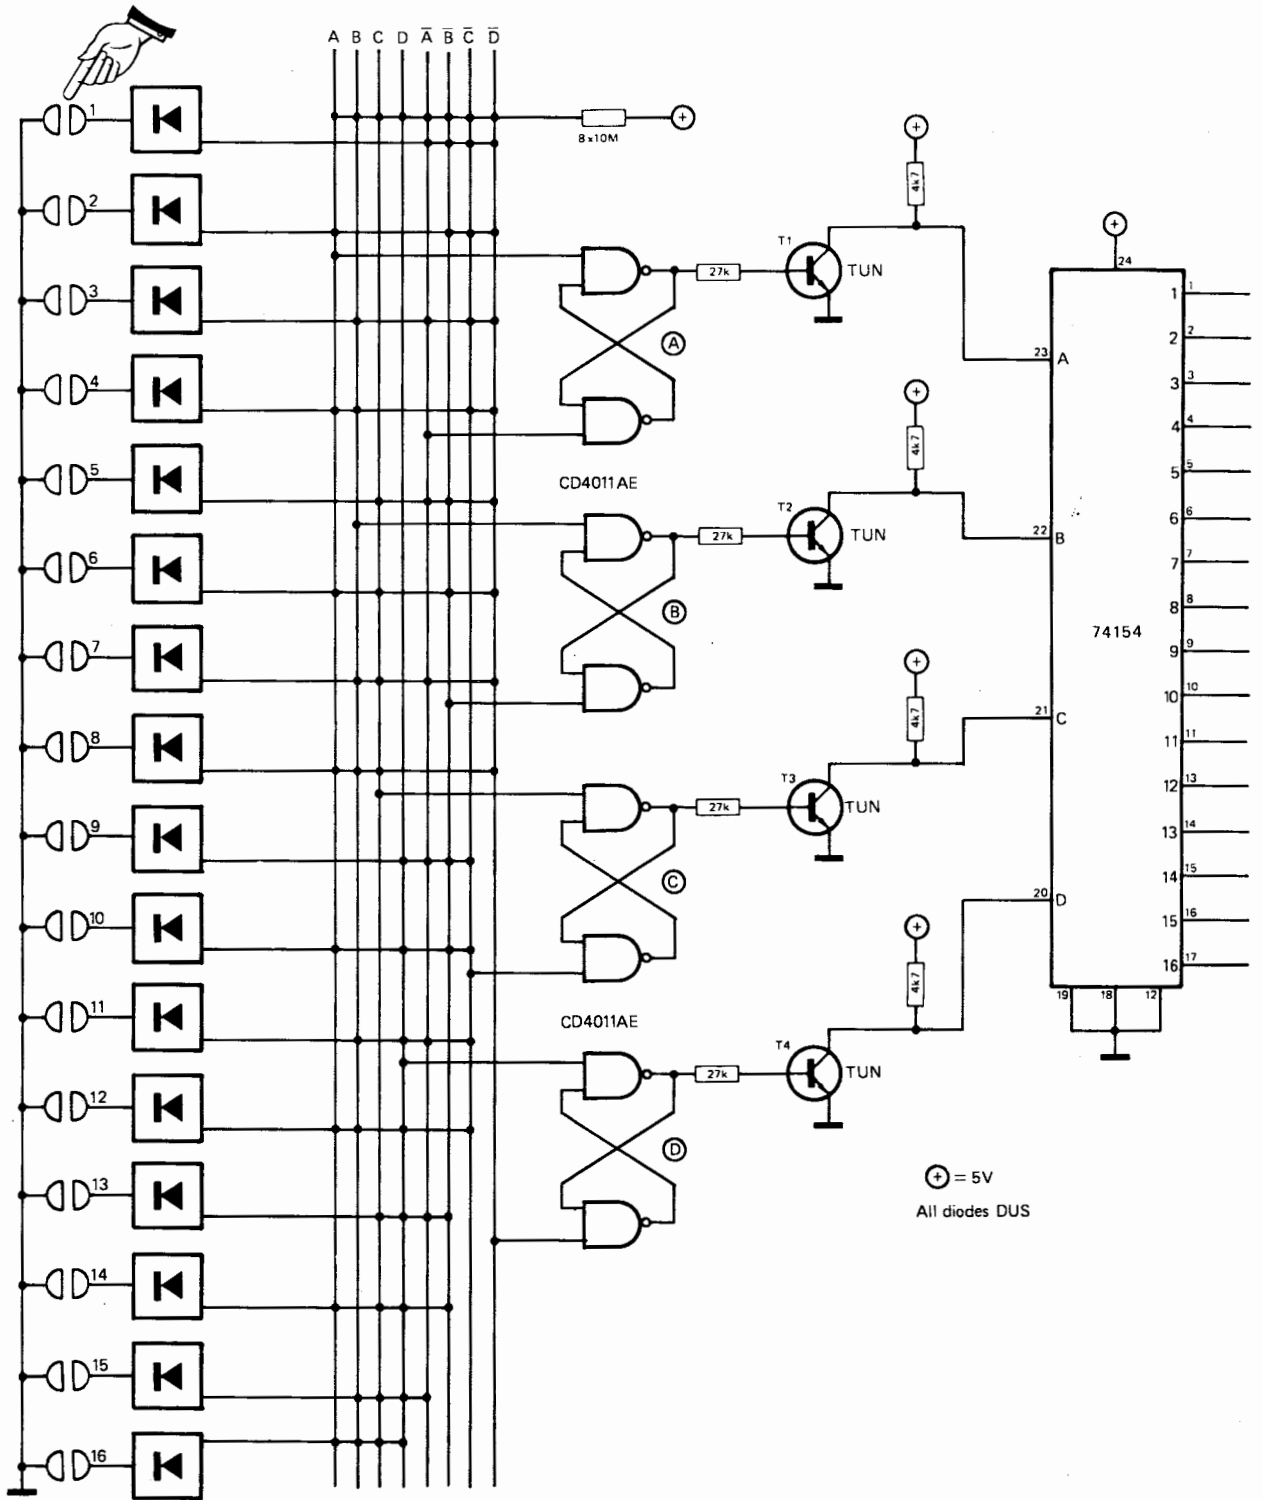 A B C D A̅ B̅ C̅ D̅
1
+
8x10M
+
4k7
2
T1
TUN
+
24
27k
1 1
3
2 2
A
23 A
3 3
4
+
4 4
4k7
5
CD4011AE
5 5
T2
TUN
27k
22 B
6 6
6
7 7
B
8 8
74154
7
+
9 9
4k7
10 10
21 C
8
11 11
T3
TUN
27k
12 13
9
13 14
C
14 15
20 D
10
+
15 16
4k7
16 17
19 18 12
11
CD4011AE
T4
TUN
27k
12
D
13
+ = 5V
All diodes DUS
14
15
16